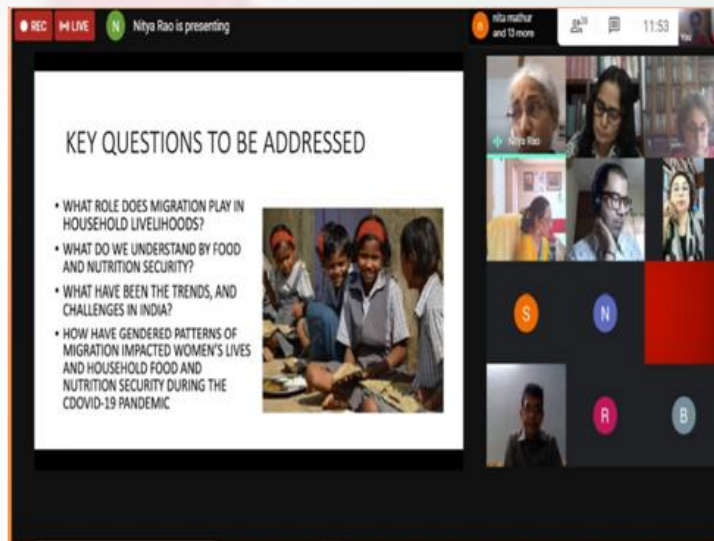 REC
LIVE
N
Nitya Rao is presenting
n
nita mathur
and 13 more
11:53
You
KEY QUESTIONS TO BE ADDRESSED
• WHAT ROLE DOES MIGRATION PLAY IN
HOUSEHOLD LIVELIHOODS?
• WHAT DO WE UNDERSTAND BY FOOD
AND NUTRITION SECURITY?
• WHAT HAVE BEEN THE TRENDS, AND
CHALLENGES IN INDIA?
• HOW HAVE GENDERED PATTERNS OF
MIGRATION IMPACTED WOMEN'S LIVES
AND HOUSEHOLD FOOD AND
NUTRITION SECURITY DURING THE
CDOVID-19 PANDEMIC
Nitya Rao
S
N
R
B